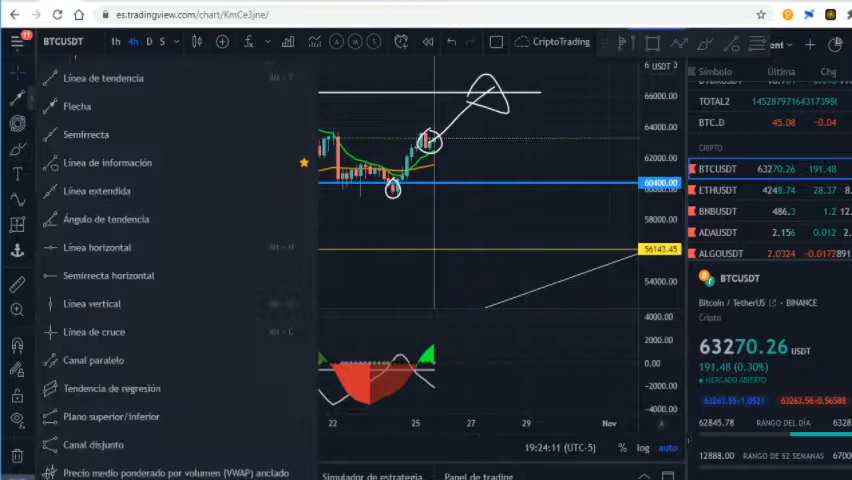 es.tradingview.com/chart/KmCe3jne/
11
BTCUSDT
1h 4h D S
CriptoTrading
USDT
Símbolo Última Chg
TOTAL2
BTC.D 45.08 -0.04
CRIPTO
BTCUSDT 63270.26 191.48
ETHUSDT 4248.74 28.37 8.
BNBUSDT 486.3 1.2 12
ADAUSDT 2.156 0.012
ALGOUSDT 2.0324
BTCUSDT
Bitcoin / TetherUS BINANCE
Cripto
63270.26 USDT
191.48 (0.30%)
MERCADO ABIERTO
62845.78 RANGO DEL DÍA
12888.00 RANGO DE 52 SEMANAS
Línea de tendencia Alt + T
Flecha
Semirrecta
Línea de información
Línea extendida
Ángulo de tendencia
Línea horizontal Alt + H
Semirrecta horizontal
Línea vertical
Línea de cruce Alt + C
Canal paralelo
Tendencia de regresión
Plano superior/inferior
Canal disjunto
Precio medio ponderado por volumen (VWAP) anclado
66000.00
64000.00
62000.00
60400.00
58000.00
56143.45
54000.00
4000.00
2000.00
0.00
-2000.00
-4000.00
22 25 27 29 Nov
19:24:11 (UTC-5) % log auto
Simulador de estrategia Panel de trading